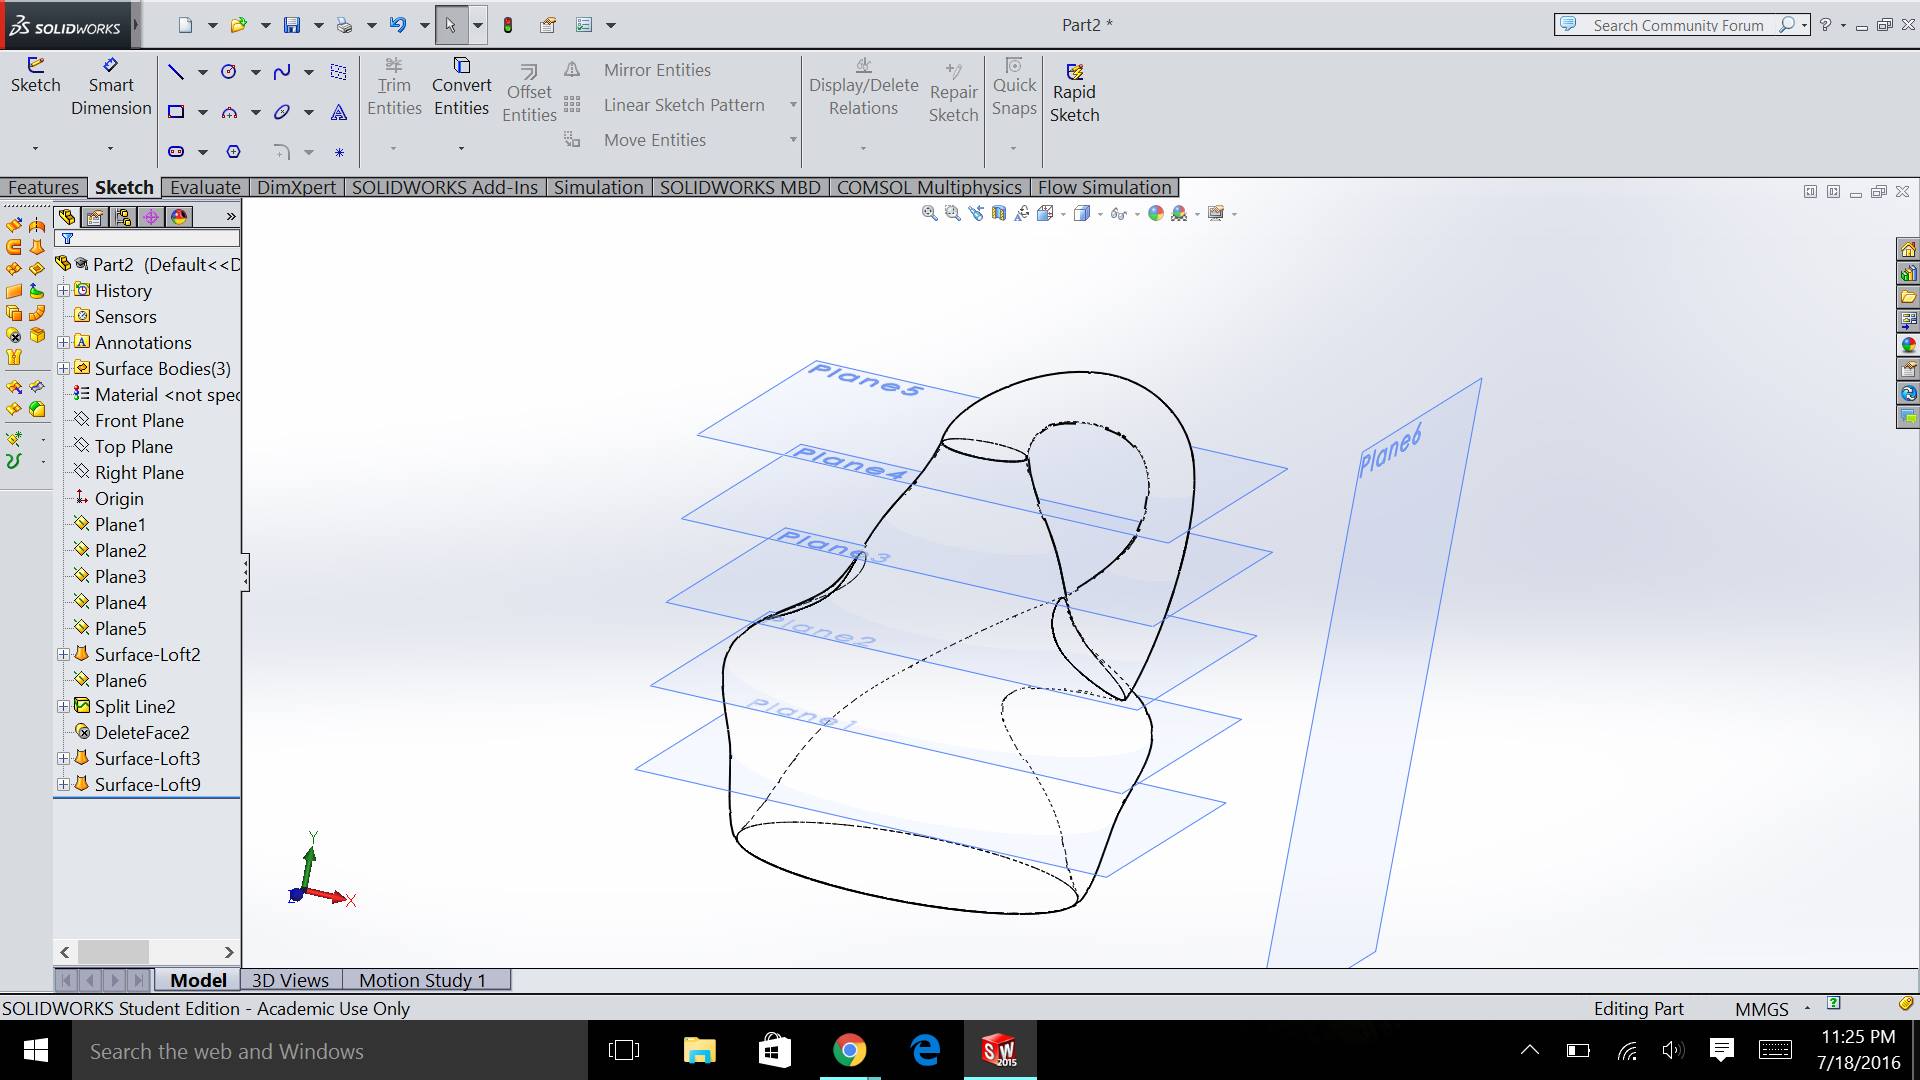 SOLIDWORKS
Part2 *
Search Community Forum
?
Sketch
Smart
Dimension
Trim
Entities
Convert
Entities
Offset
Entities
Mirror Entities
Linear Sketch Pattern
Move Entities
Display/Delete
Relations
Repair
Sketch
Quick
Snaps
Rapid
Sketch
Features Sketch Evaluate DimXpert SOLIDWORKS Add-Ins Simulation SOLIDWORKS MBD COMSOL Multiphysics Flow Simulation
»
Part2 (Default<<D
History
Sensors
Annotations
Surface Bodies(3)
Material <not spec
Front Plane
Top Plane
Right Plane
Origin
Plane1
Plane2
Plane3
Plane4
Plane5
Surface-Loft2
Plane6
Split Line2
DeleteFace2
Surface-Loft3
Surface-Loft9
Plane5
Plane4
Plane3
Plane2
Plane1
Plane6
Y
X
Z
Model 3D Views Motion Study 1
SOLIDWORKS Student Edition - Academic Use Only
Editing Part
MMGS
?
Search the web and Windows
SW
2015
11:25 PM
7/18/2016